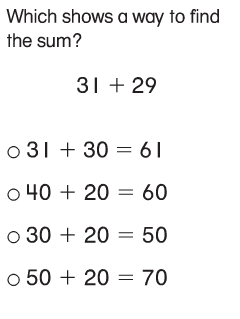 Which shows a way to find
the sum?
31 + 29
31 + 30 = 61
40 + 20 = 60
30 + 20 = 50
50 + 20 = 70